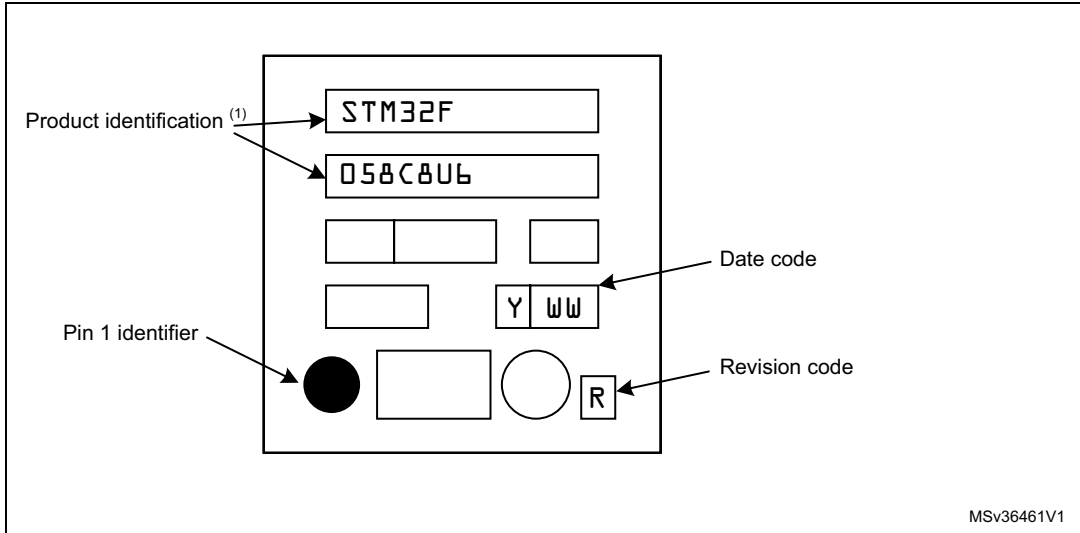 STM32F
Product identification (1)
058C8U6
Date code
Y WW
Pin 1 identifier
Revision code
R
MSv36461V1